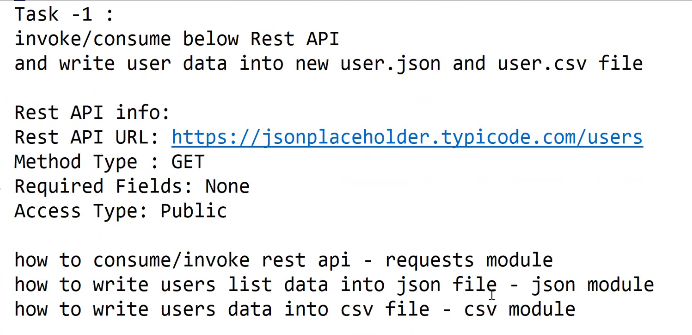 Task -1 :
invoke/consume below Rest API
and write user data into new user.json and user.csv file
Rest API info:
Rest API URL: https://jsonplaceholder.typicode.com/users
Method Type : GET
Required Fields: None
Access Type: Public
how to consume/invoke rest api - requests module
how to write users list data into json file - json module
how to write users data into csv file - csv module